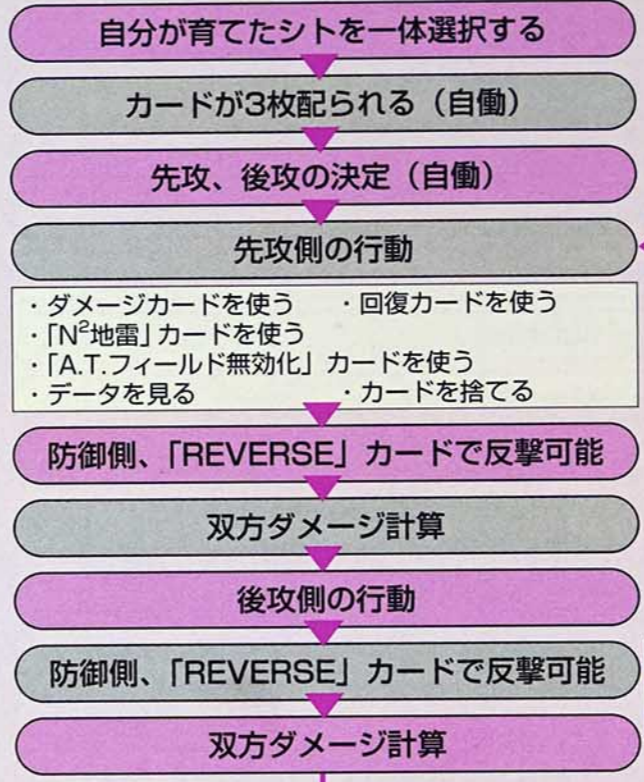 自分が育てたシトを一体選択する
カードが3枚配られる（自働）
先攻、後攻の決定（自働）
先攻側の行動
・ダメージカードを使う　・回復カードを使う
・「N²地雷」カードを使う
・「A.T.フィールド無効化」カードを使う
・データを見る　・カードを捨てる
防御側、「REVERSE」カードで反撃可能
双方ダメージ計算
後攻側の行動
防御側、「REVERSE」カードで反撃可能
双方ダメージ計算